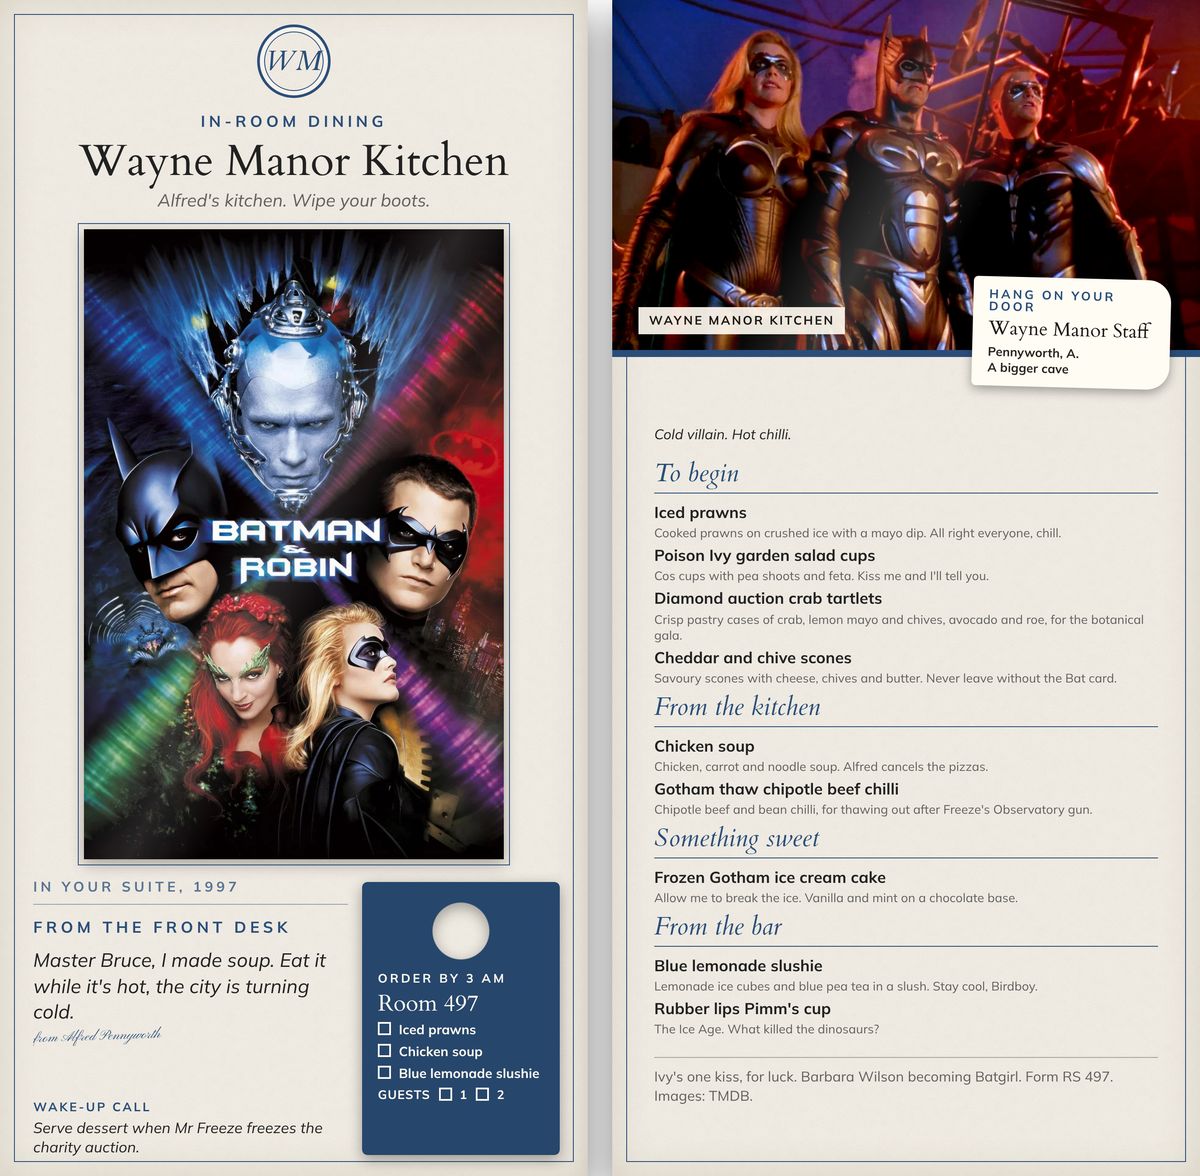 WM
IN-ROOM DINING
Wayne Manor Kitchen
Alfred's kitchen. Wipe your boots.
BATMAN
&
ROBIN
IN YOUR SUITE, 1997
FROM THE FRONT DESK
Master Bruce, I made soup. Eat it
while it's hot, the city is turning
cold.
from Alfred Pennyworth
WAKE-UP CALL
Serve dessert when Mr Freeze freezes the
charity auction.
ORDER BY 3 AM
Room 497
Iced prawns
Chicken soup
Blue lemonade slushie
GUESTS 1 2
WAYNE MANOR KITCHEN
HANG ON YOUR
DOOR
Wayne Manor Staff
Pennyworth, A.
A bigger cave
Cold villain. Hot chilli.
To begin
Iced prawns
Cooked prawns on crushed ice with a mayo dip. All right everyone, chill.
Poison Ivy garden salad cups
Cos cups with pea shoots and feta. Kiss me and I'll tell you.
Diamond auction crab tartlets
Crisp pastry cases of crab, lemon mayo and chives, avocado and roe, for the botanical
gala.
Cheddar and chive scones
Savoury scones with cheese, chives and butter. Never leave without the Bat card.
From the kitchen
Chicken soup
Chicken, carrot and noodle soup. Alfred cancels the pizzas.
Gotham thaw chipotle beef chilli
Chipotle beef and bean chilli, for thawing out after Freeze's Observatory gun.
Something sweet
Frozen Gotham ice cream cake
Allow me to break the ice. Vanilla and mint on a chocolate base.
From the bar
Blue lemonade slushie
Lemonade ice cubes and blue pea tea in a slush. Stay cool, Birdboy.
Rubber lips Pimm's cup
The Ice Age. What killed the dinosaurs?
Ivy's one kiss, for luck. Barbara Wilson becoming Batgirl. Form RS 497.
Images: TMDB.